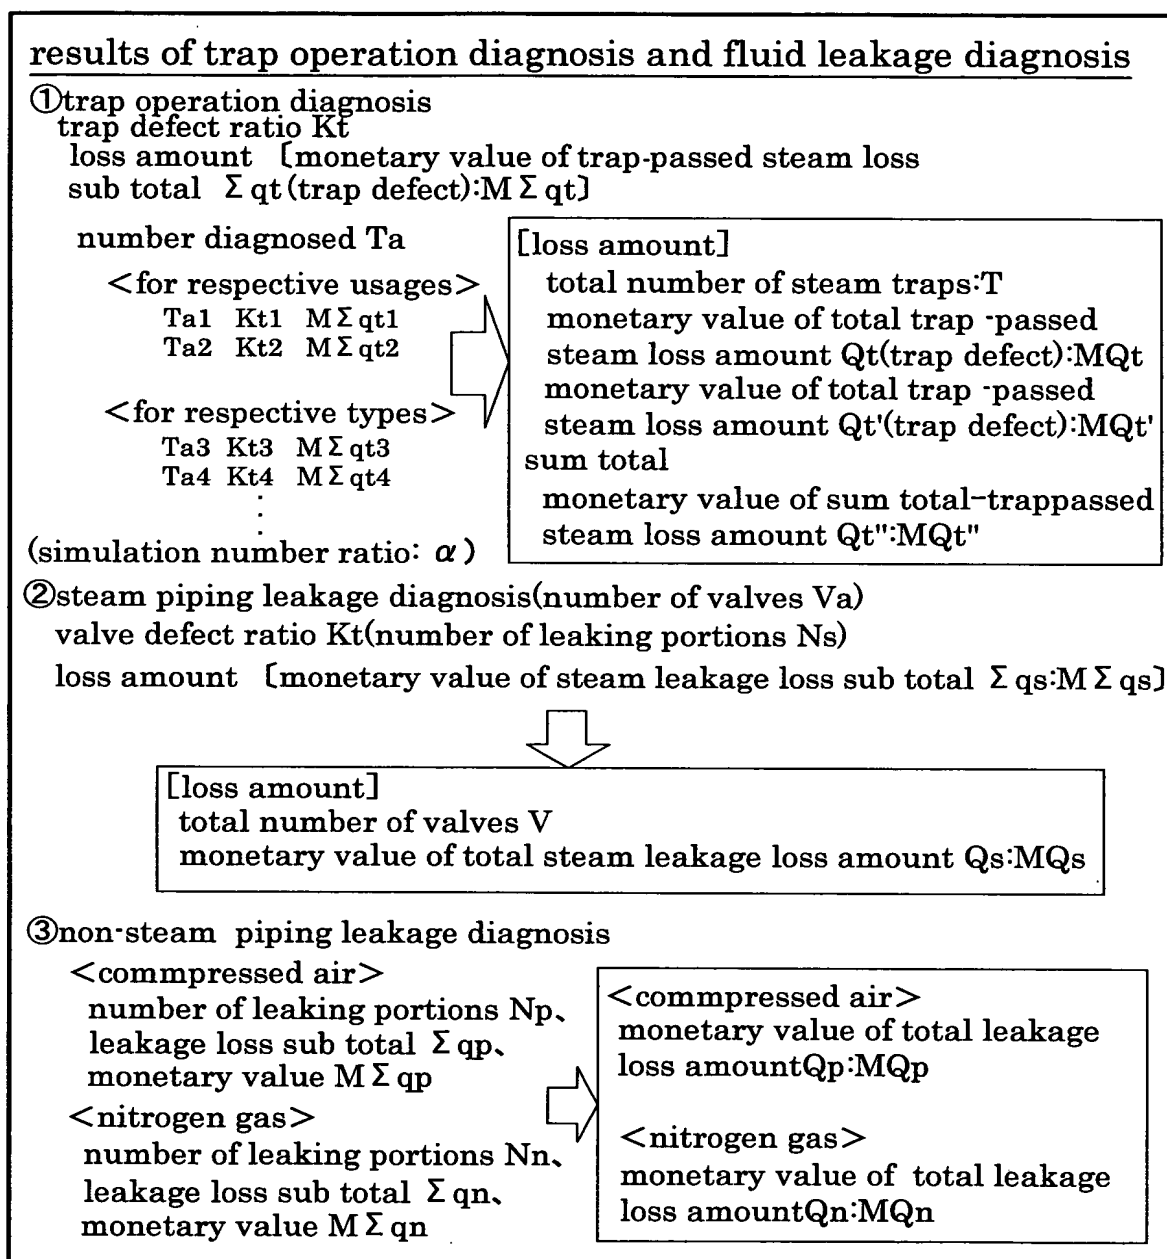 results of trap operation diagnosis and fluid leakage diagnosis
①trap operation diagnosis
trap defect ratio Kt
loss amount 〔monetary value of trap-passed steam loss
sub total Σqt(trap defect):MΣqt〕
number diagnosed Ta
<for respective usages>
Ta1 Kt1 MΣqt1
Ta2 Kt2 MΣqt2
<for respective types>
Ta3 Kt3 MΣqt3
Ta4 Kt4 MΣqt4
⋮
(simulation number ratio: α)
[loss amount]
total number of steam traps:T
monetary value of total trap -passed
steam loss amount Qt(trap defect):MQt
monetary value of total trap -passed
steam loss amount Qt'(trap defect):MQt'
sum total
monetary value of sum total-trappassed
steam loss amount Qt":MQt"
②steam piping leakage diagnosis(number of valves Va)
valve defect ratio Kt(number of leaking portions Ns)
loss amount 〔monetary value of steam leakage loss sub total Σqs:MΣqs〕
[loss amount]
total number of valves V
monetary value of total steam leakage loss amount Qs:MQs
③non-steam piping leakage diagnosis
<commpressed air>
number of leaking portions Np、
leakage loss sub total Σqp、
monetary value MΣqp
<nitrogen gas>
number of leaking portions Nn、
leakage loss sub total Σqn、
monetary value MΣqn
<commpressed air>
monetary value of total leakage
loss amountQp:MQp
<nitrogen gas>
monetary value of total leakage
loss amountQn:MQn